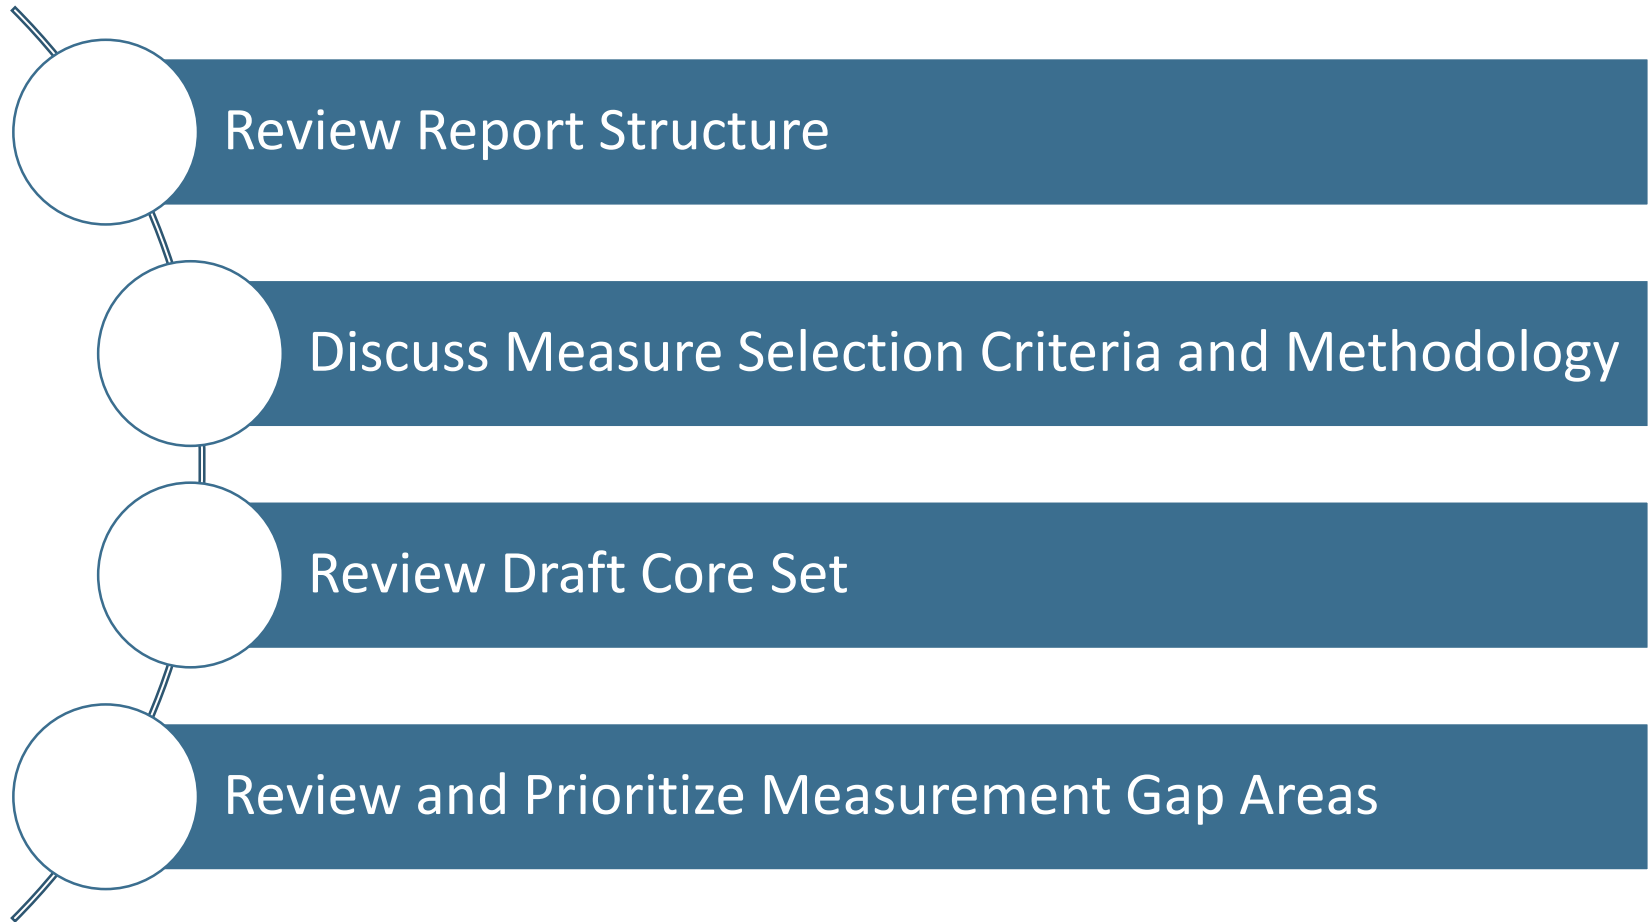 Review Report Structure
Discuss Measure Selection Criteria and Methodology
Review Draft Core Set
Review and Prioritize Measurement Gap Areas